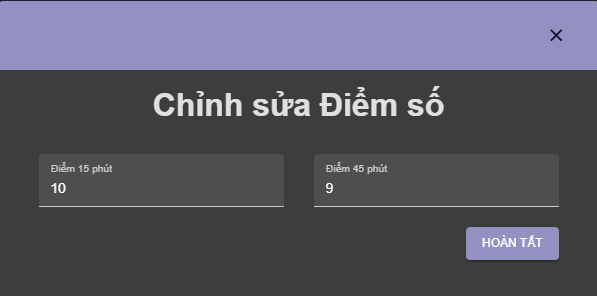 Chỉnh sửa Điểm số
Điểm 15 phút
Điểm 45 phút
10
9
HOÀN TẤT